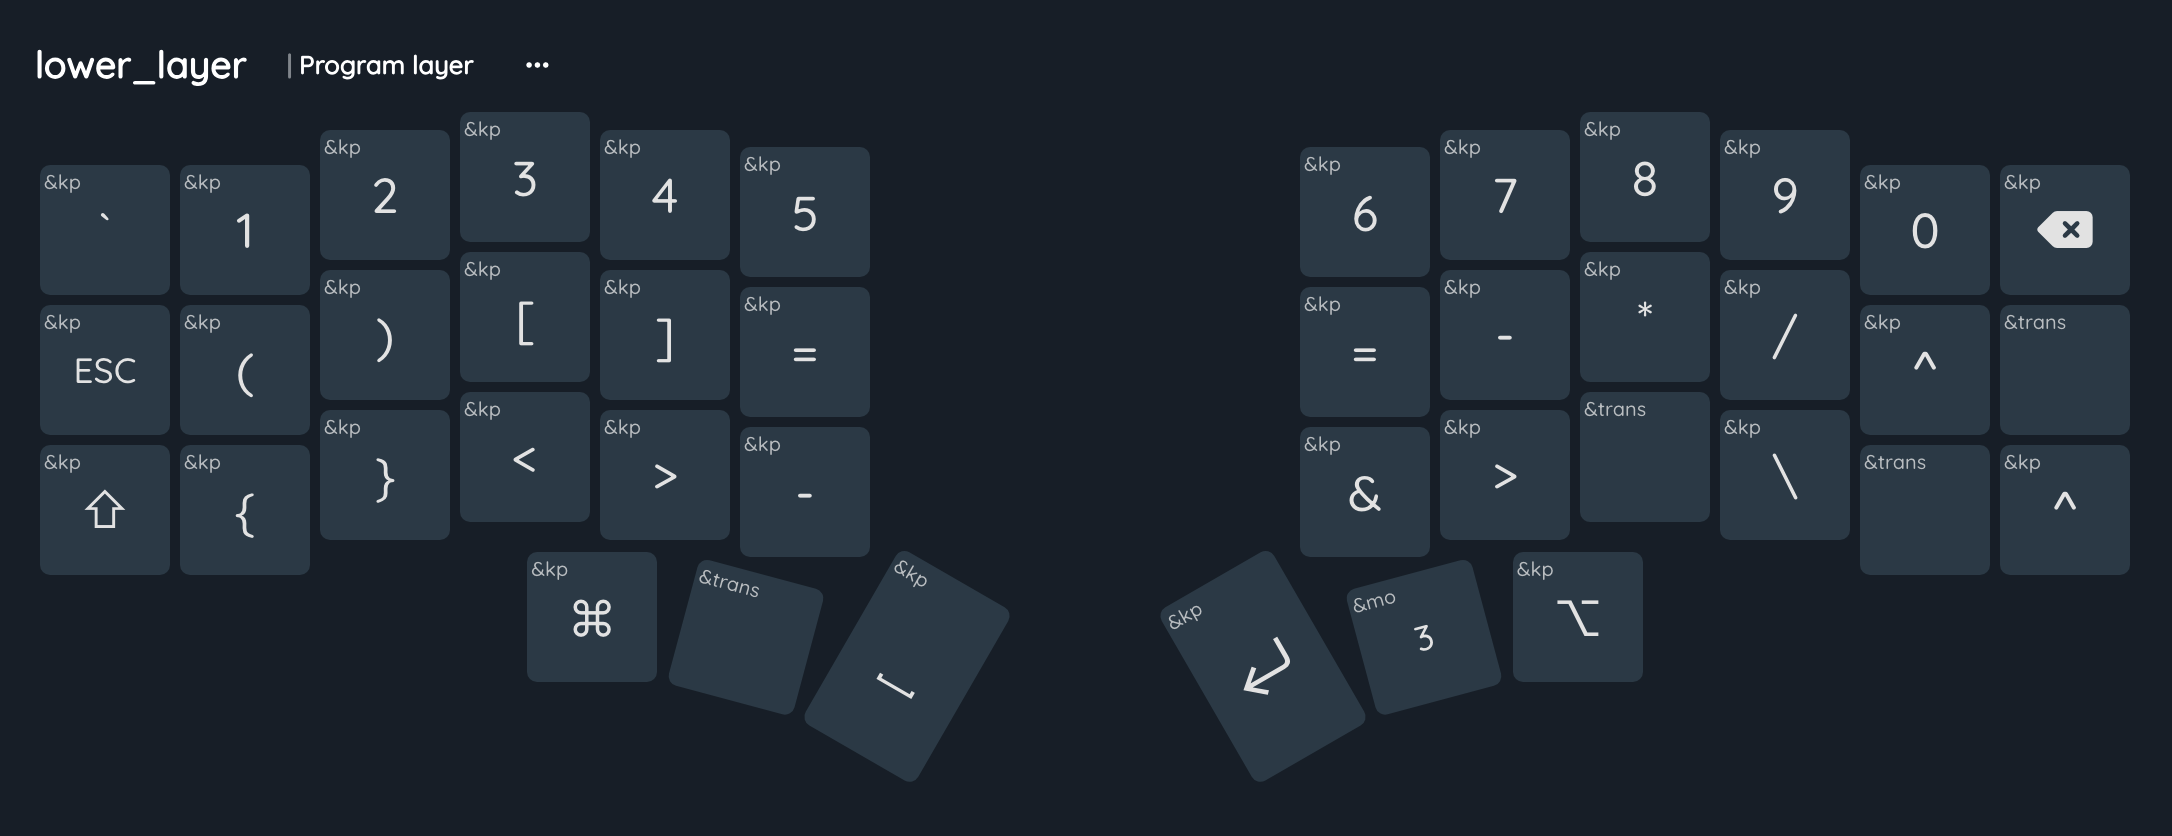 lower_layer | Program layer ...
&kp ` &kp 1 &kp 2 &kp 3 &kp 4 &kp 5 &kp 6 &kp 7 &kp 8 &kp 9 &kp 0 &kp
&kp ESC &kp ( &kp ) &kp [ &kp ] &kp = &kp = &kp - &kp * &kp / &kp ^ &trans
&kp ⇧ &kp { &kp } &kp < &kp > &kp - &kp & &kp > &trans &kp \ &trans &kp ^
&kp ⌘ &trans &kp ⎵ &kp ⏎ &mo 3 &kp ⌥